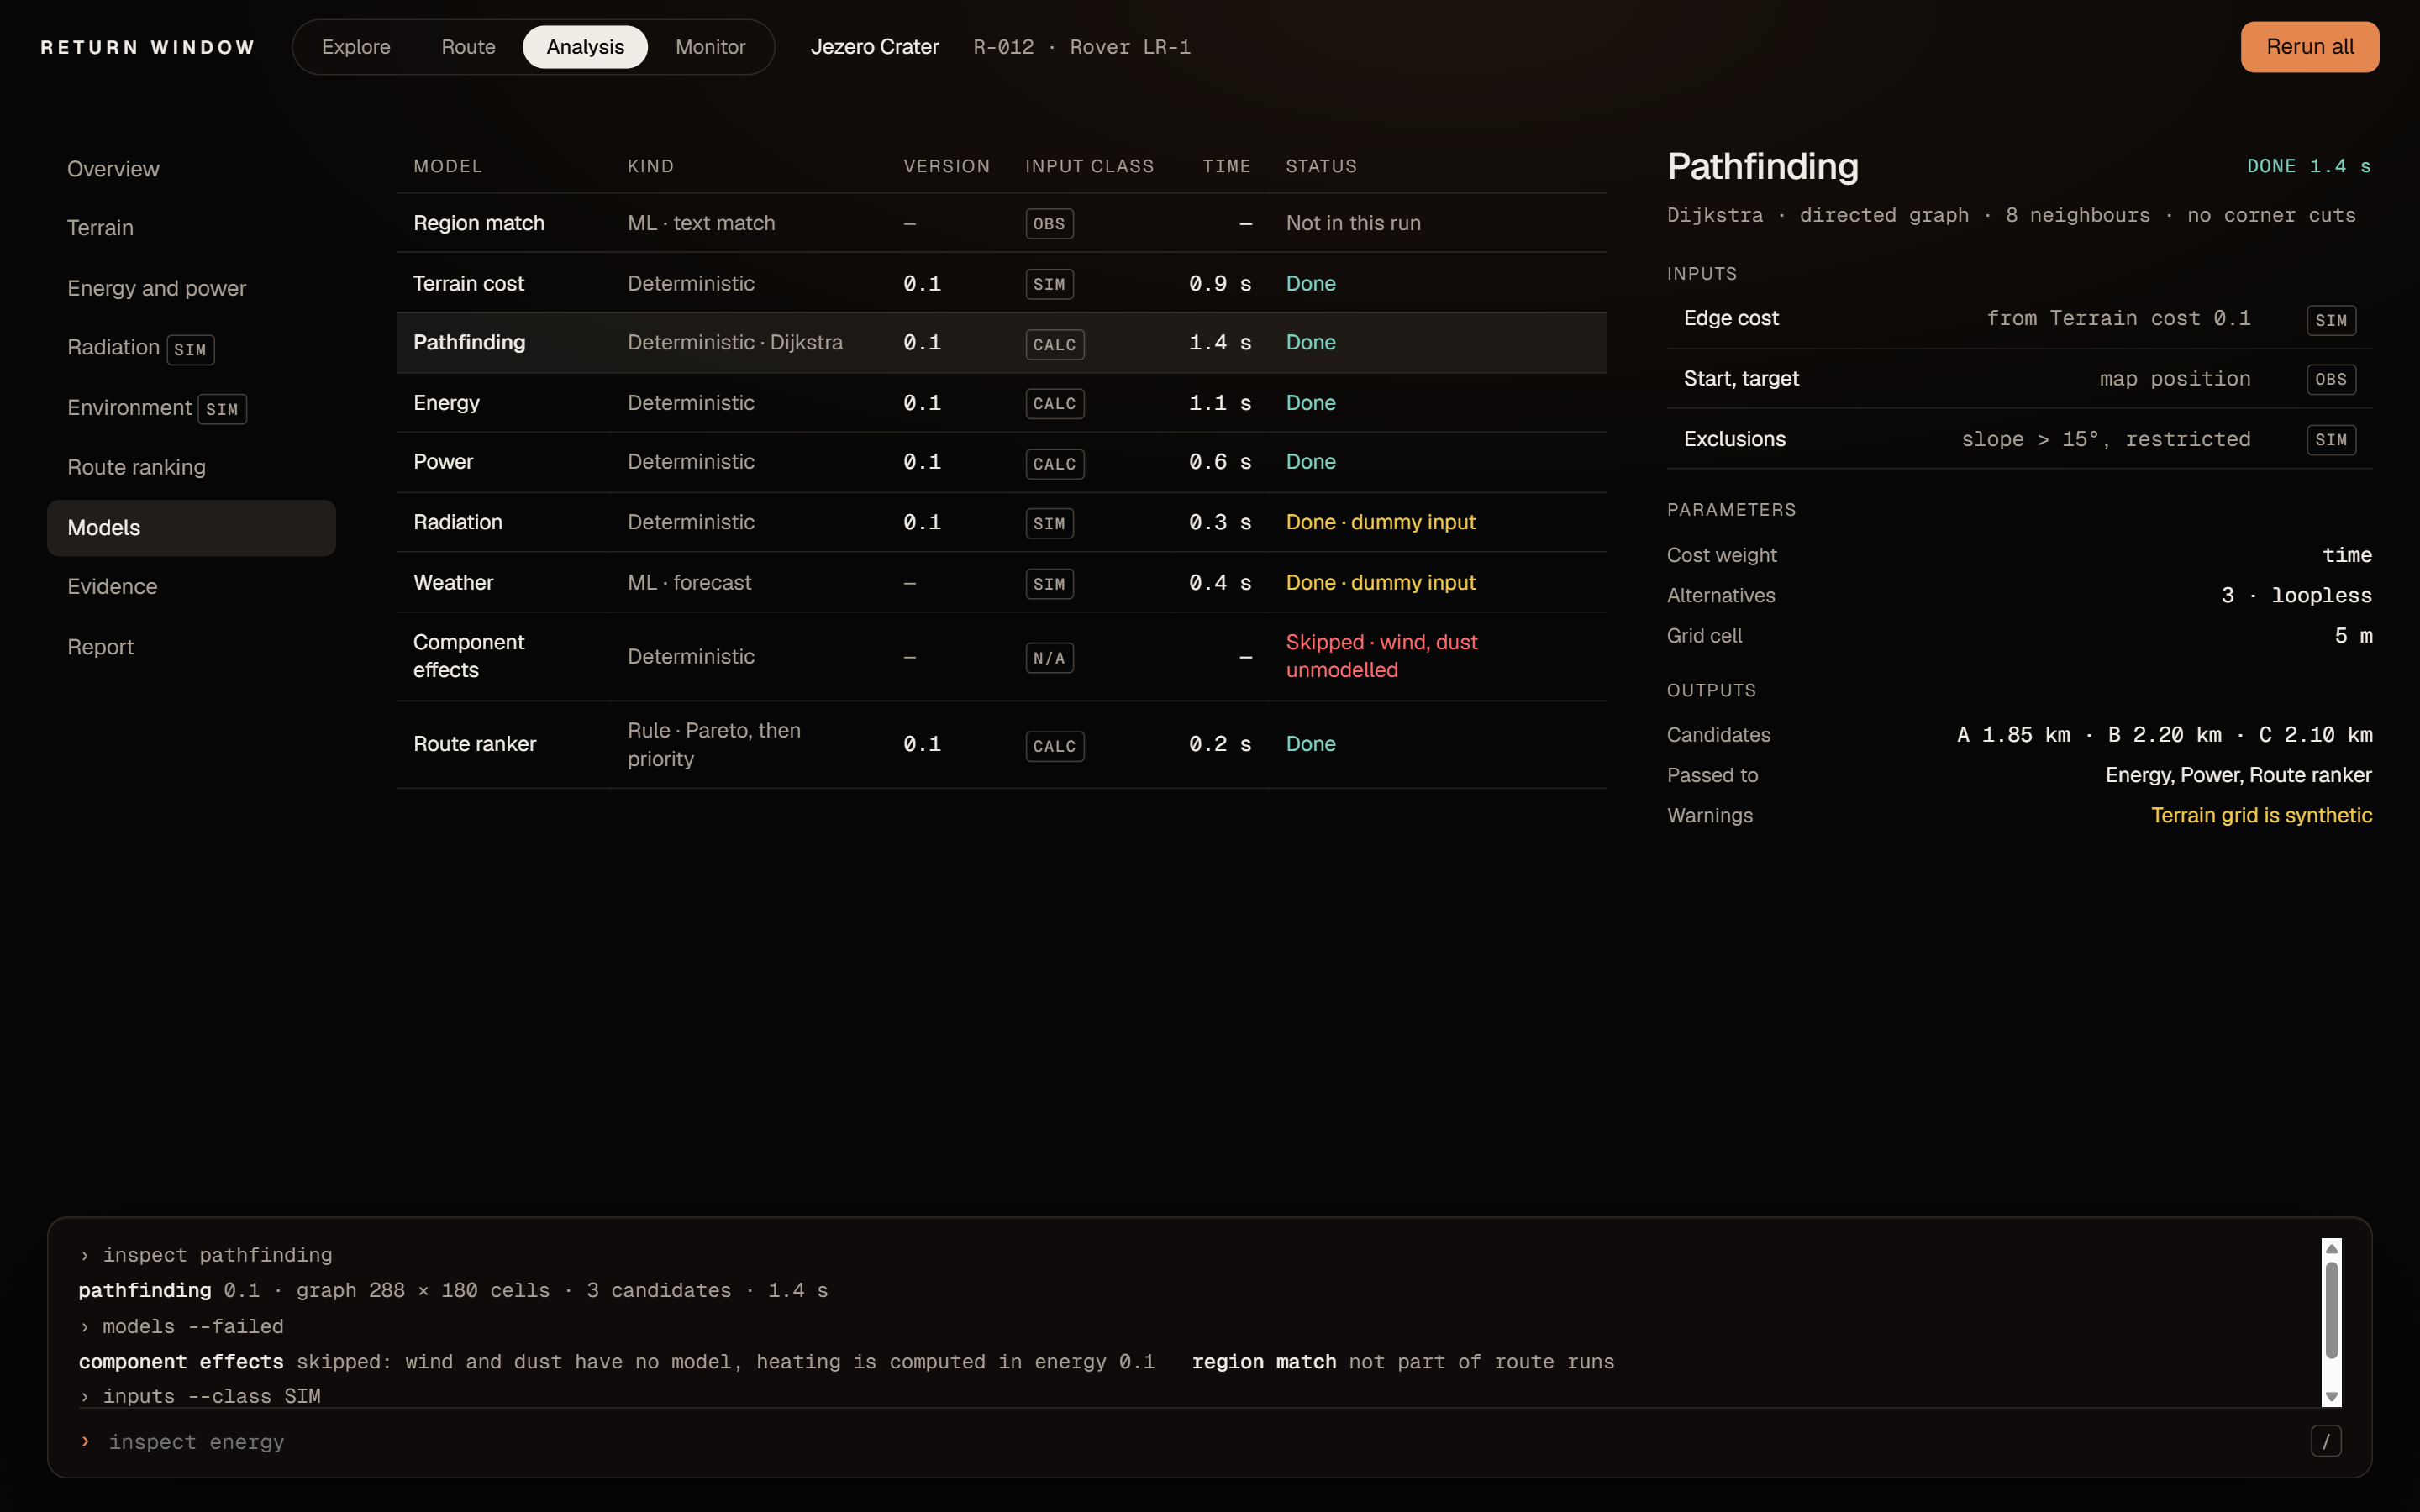 RETURN WINDOW
Explore Route Analysis Monitor
Jezero Crater R-012 · Rover LR-1
Rerun all
Overview
Terrain
Energy and power
Radiation SIM
Environment SIM
Route ranking
Models
Evidence
Report
MODEL KIND VERSION INPUT CLASS TIME STATUS
Region match ML · text match – OBS – Not in this run
Terrain cost Deterministic 0.1 SIM 0.9 s Done
Pathfinding Deterministic · Dijkstra 0.1 CALC 1.4 s Done
Energy Deterministic 0.1 CALC 1.1 s Done
Power Deterministic 0.1 CALC 0.6 s Done
Radiation Deterministic 0.1 SIM 0.3 s Done · dummy input
Weather ML · forecast – SIM 0.4 s Done · dummy input
Component effects Deterministic – N/A – Skipped · wind, dust unmodelled
Route ranker Rule · Pareto, then priority 0.1 CALC 0.2 s Done
Pathfinding DONE 1.4 s
Dijkstra · directed graph · 8 neighbours · no corner cuts
INPUTS
Edge cost from Terrain cost 0.1 SIM
Start, target map position OBS
Exclusions slope > 15°, restricted SIM
PARAMETERS
Cost weight time
Alternatives 3 · loopless
Grid cell 5 m
OUTPUTS
Candidates A 1.85 km · B 2.20 km · C 2.10 km
Passed to Energy, Power, Route ranker
Warnings Terrain grid is synthetic
› inspect pathfinding
pathfinding 0.1 · graph 288 × 180 cells · 3 candidates · 1.4 s
› models --failed
component effects skipped: wind and dust have no model, heating is computed in energy 0.1 region match not part of route runs
› inputs --class SIM
› inspect energy /